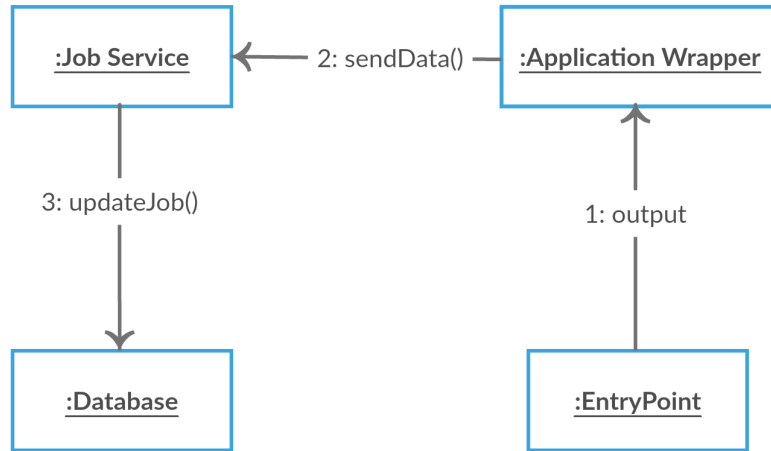 :Job Service
2: sendData()
:Application Wrapper
3: updateJob()
1: output
:Database
:EntryPoint